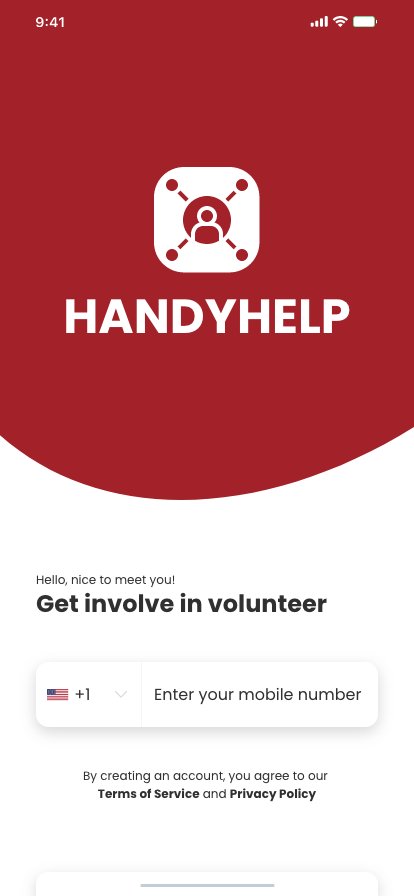 9:41
HANDYHELP
Hello, nice to meet you!
Get involve in volunteer
+1
Enter your mobile number
By creating an account, you agree to our
Terms of Service and Privacy Policy